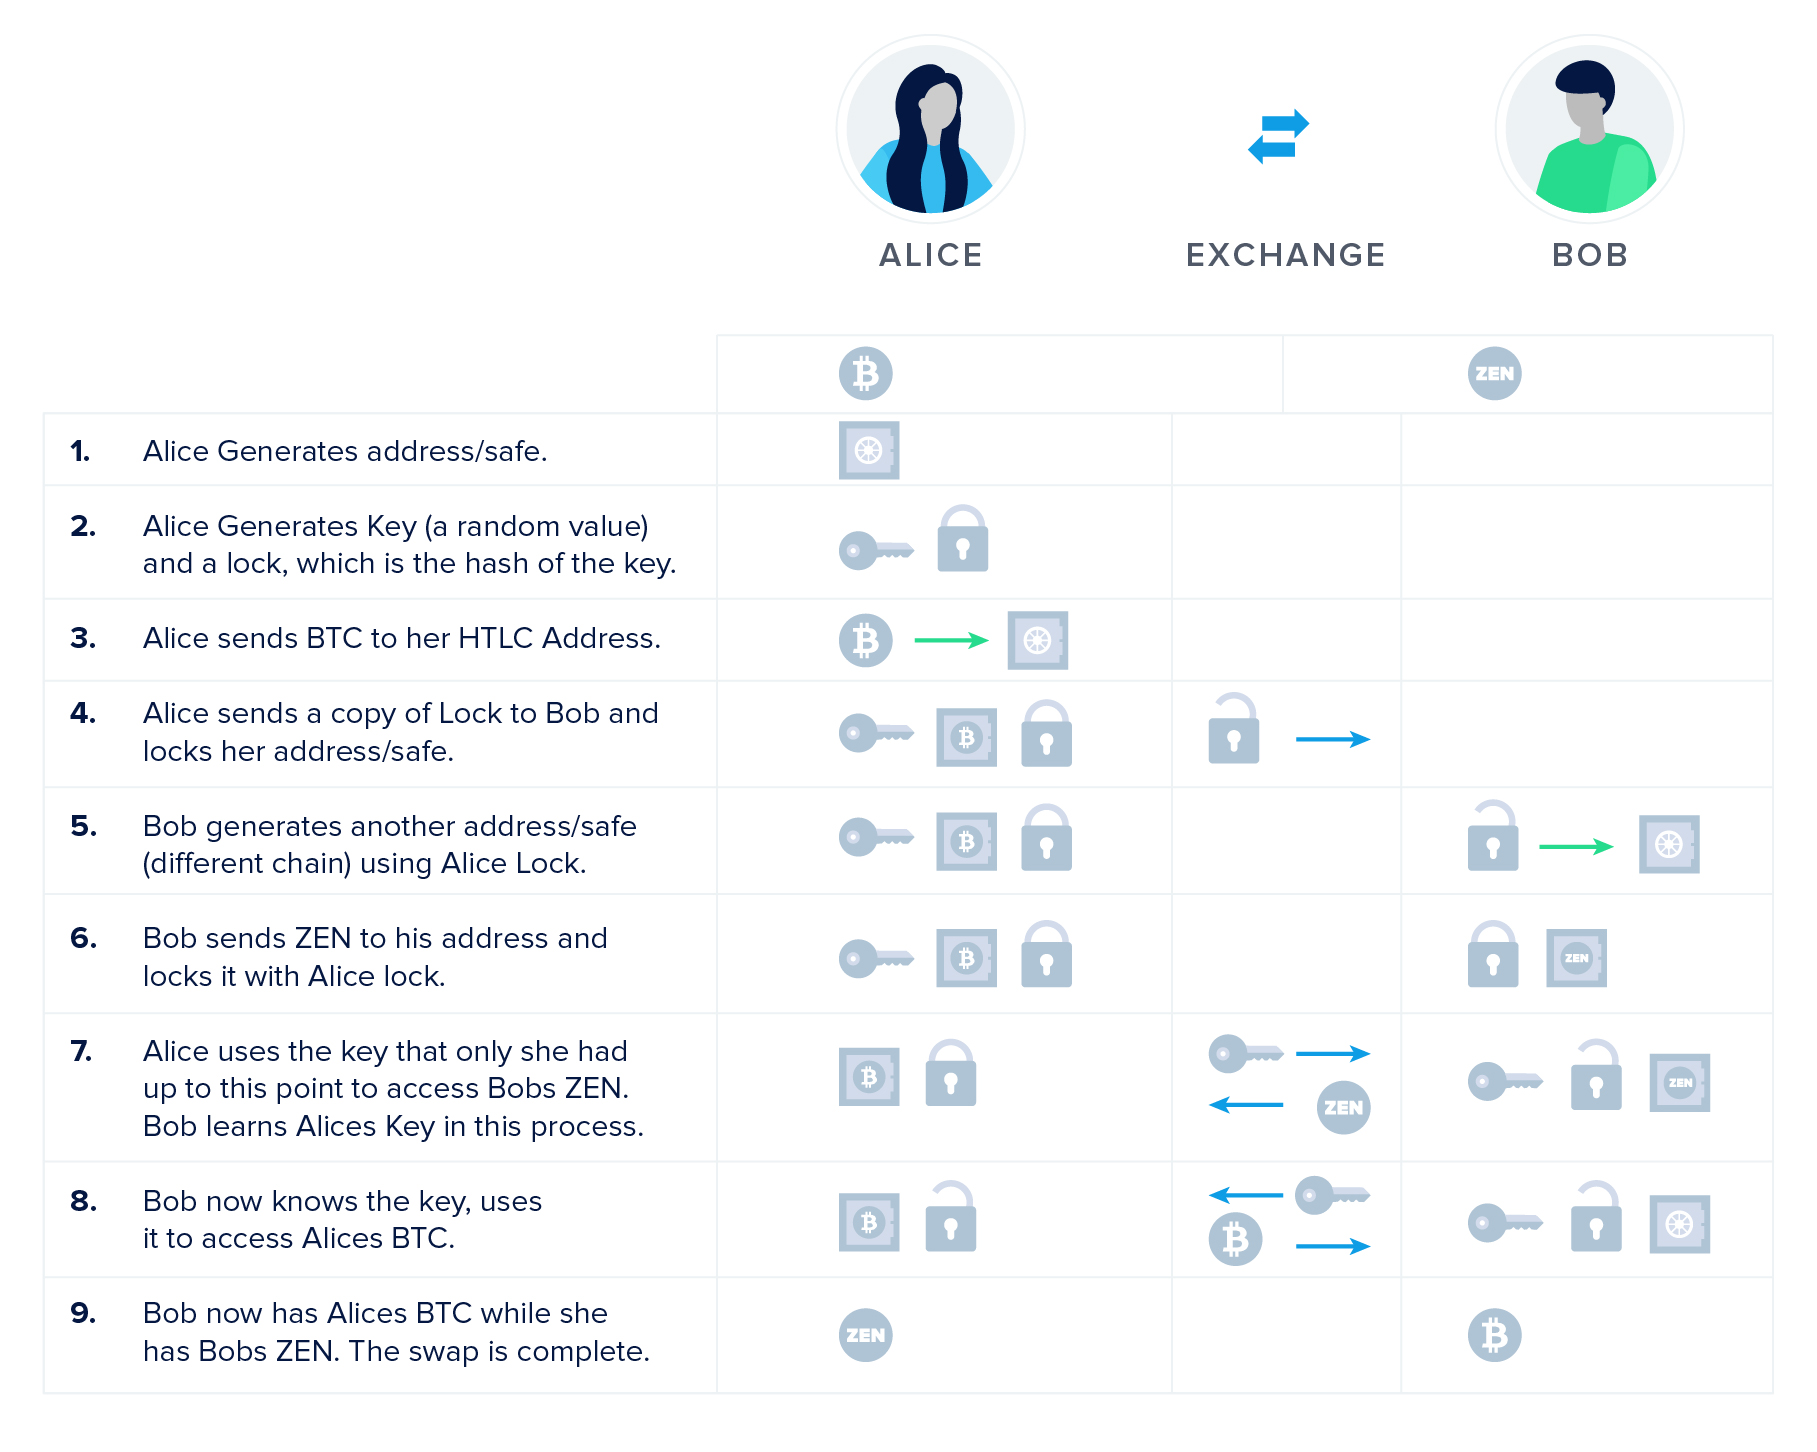 ALICE
EXCHANGE
BOB
ZEN
1. Alice Generates address/safe.
2. Alice Generates Key (a random value)
and a lock, which is the hash of the key.
3. Alice sends BTC to her HTLC Address.
4. Alice sends a copy of Lock to Bob and
locks her address/safe.
5. Bob generates another address/safe
(different chain) using Alice Lock.
6. Bob sends ZEN to his address and
locks it with Alice lock.
ZEN
7. Alice uses the key that only she had
up to this point to access Bobs ZEN.
Bob learns Alices Key in this process.
ZEN
ZEN
8. Bob now knows the key, uses
it to access Alices BTC.
9. Bob now has Alices BTC while she
has Bobs ZEN. The swap is complete.
ZEN